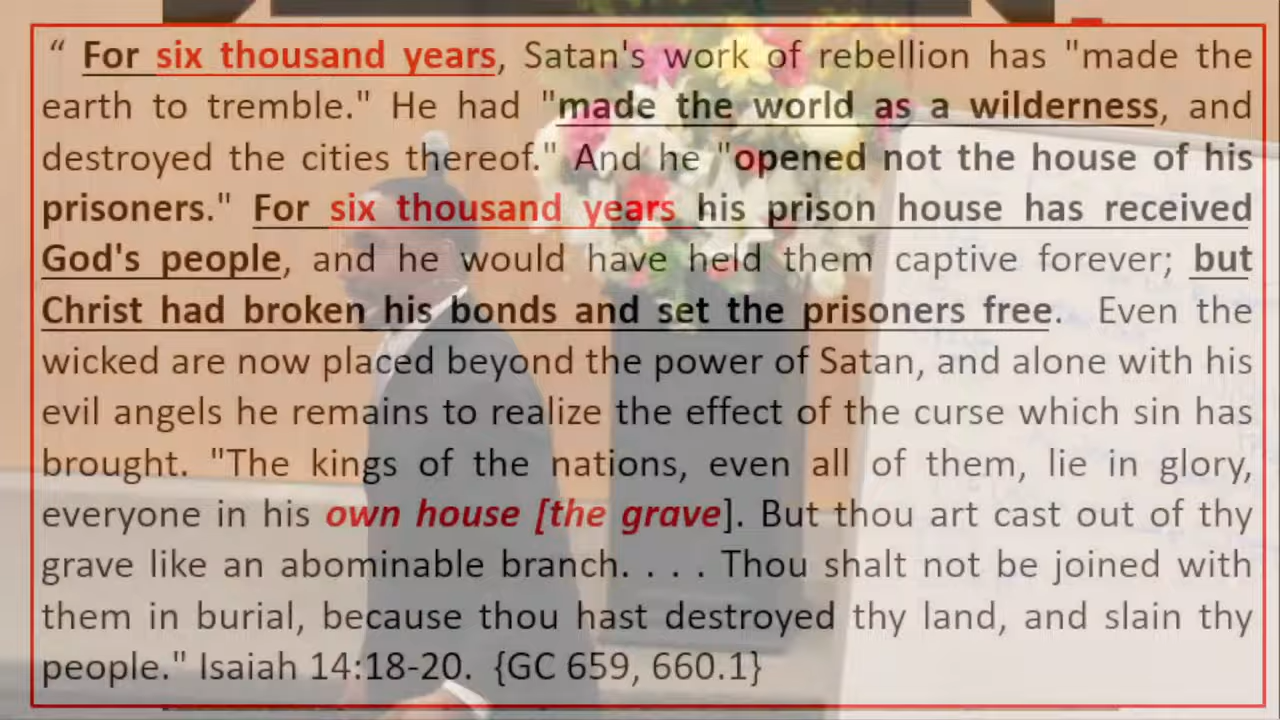 “ For six thousand years, Satan's work of rebellion has "made the
earth to tremble." He had "made the world as a wilderness, and
destroyed the cities thereof." And he "opened not the house of his
prisoners." For six thousand years his prison house has received
God's people, and he would have held them captive forever; but
Christ had broken his bonds and set the prisoners free. Even the
wicked are now placed beyond the power of Satan, and alone with his
evil angels he remains to realize the effect of the curse which sin has
brought. "The kings of the nations, even all of them, lie in glory,
everyone in his own house [the grave]. But thou art cast out of thy
grave like an abominable branch. . . . Thou shalt not be joined with
them in burial, because thou hast destroyed thy land, and slain thy
people." Isaiah 14:18-20. {GC 659, 660.1}